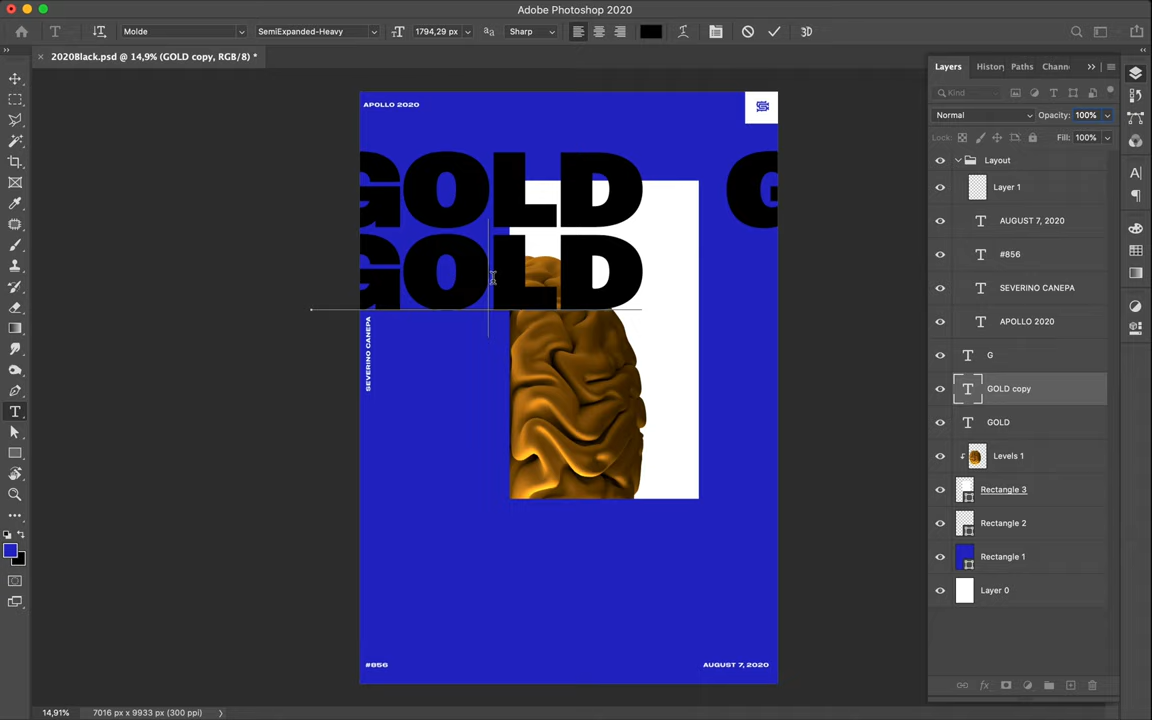 Adobe Photoshop 2020
Molde
SemiExpanded-Heavy
1794,29 px
Sharp
3D
2020Black.psd @ 14,9% (GOLD copy, RGB/8) *
APOLLO 2020
GOLD G
GOLD
SEVERINO CANEPA
#856
AUGUST 7, 2020
Layers
History
Paths
Chann
Kind
Normal
Opacity: 100%
Lock:
Fill: 100%
Layout
Layer 1
AUGUST 7, 2020
#856
SEVERINO CANEPA
APOLLO 2020
G
GOLD copy
GOLD
Levels 1
Rectangle 3
Rectangle 2
Rectangle 1
Layer 0
14,91%
7016 px x 9933 px (300 ppi)